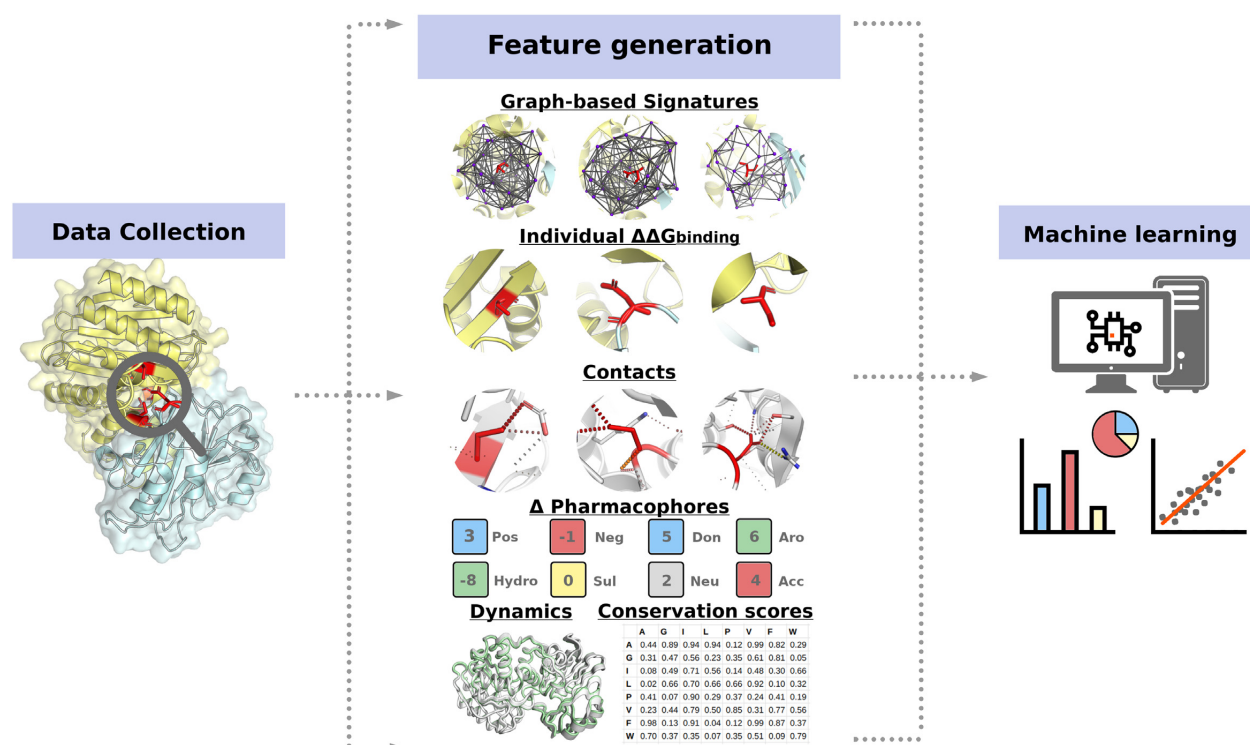 Feature generation
Graph-based Signatures
Data Collection
Individual ΔΔGbinding
Machine learning
Contacts
Δ Pharmacophores
3 Pos -1 Neg 5 Don 6 Aro
-8 Hydro 0 Sul 2 Neu 4 Acc
Dynamics Conservation scores
A G I L P V F W
A 0.44 0.89 0.94 0.94 0.12 0.99 0.82 0.29
G 0.31 0.47 0.56 0.23 0.35 0.61 0.81 0.05
I 0.08 0.49 0.71 0.56 0.14 0.48 0.30 0.66
L 0.02 0.66 0.70 0.66 0.66 0.92 0.10 0.32
P 0.41 0.07 0.90 0.29 0.37 0.24 0.41 0.19
V 0.23 0.44 0.79 0.50 0.85 0.31 0.77 0.56
F 0.98 0.13 0.91 0.04 0.12 0.99 0.87 0.37
W 0.70 0.37 0.35 0.07 0.35 0.51 0.09 0.79